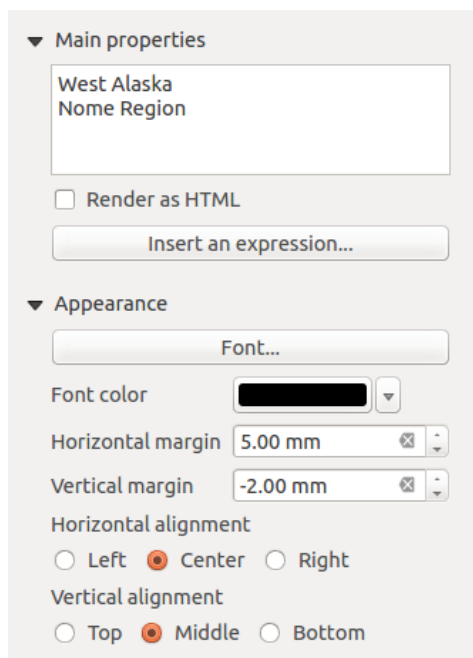 Main properties
West Alaska
Nome Region
Render as HTML
Insert an expression...
Appearance
Font...
Font color
Horizontal margin 5.00 mm
Vertical margin -2.00 mm
Horizontal alignment
Left Center Right
Vertical alignment
Top Middle Bottom